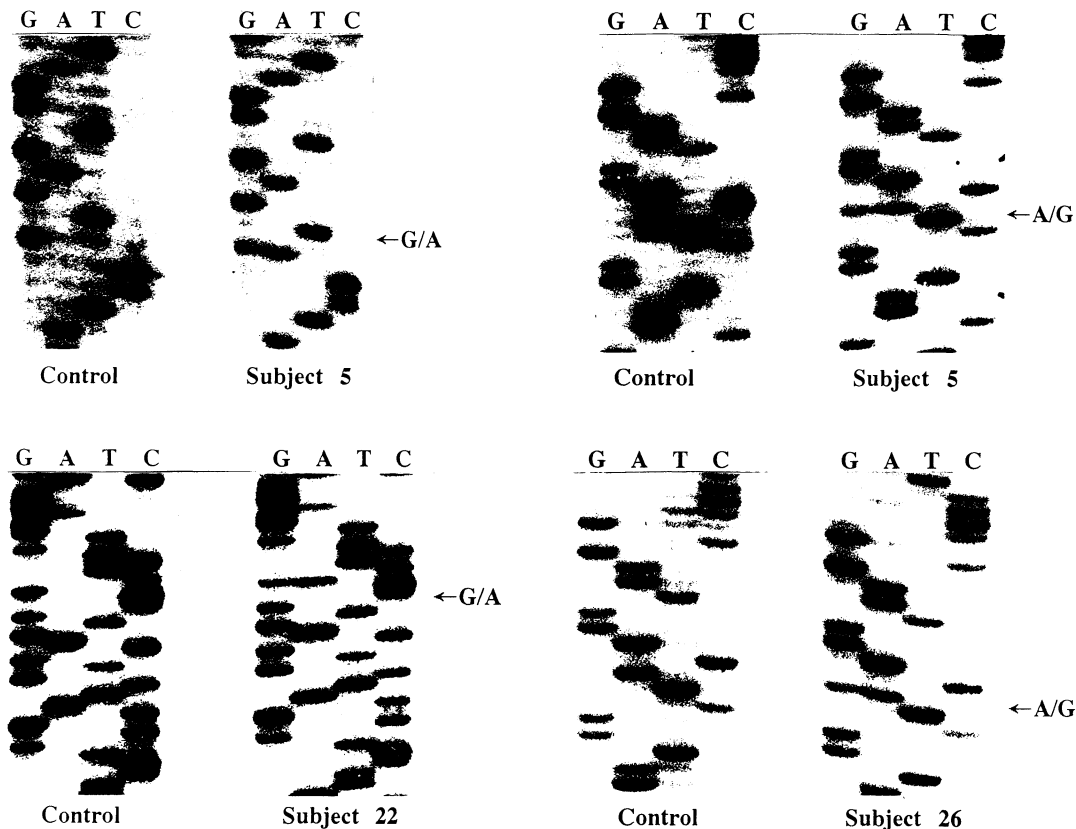 G A T C
G A T C
G A T C
G A T C
←G/A
←A/G
Control
Subject 5
Control
Subject 5
G A T C
G A T C
G A T C
G A T C
←G/A
←A/G
Control
Subject 22
Control
Subject 26